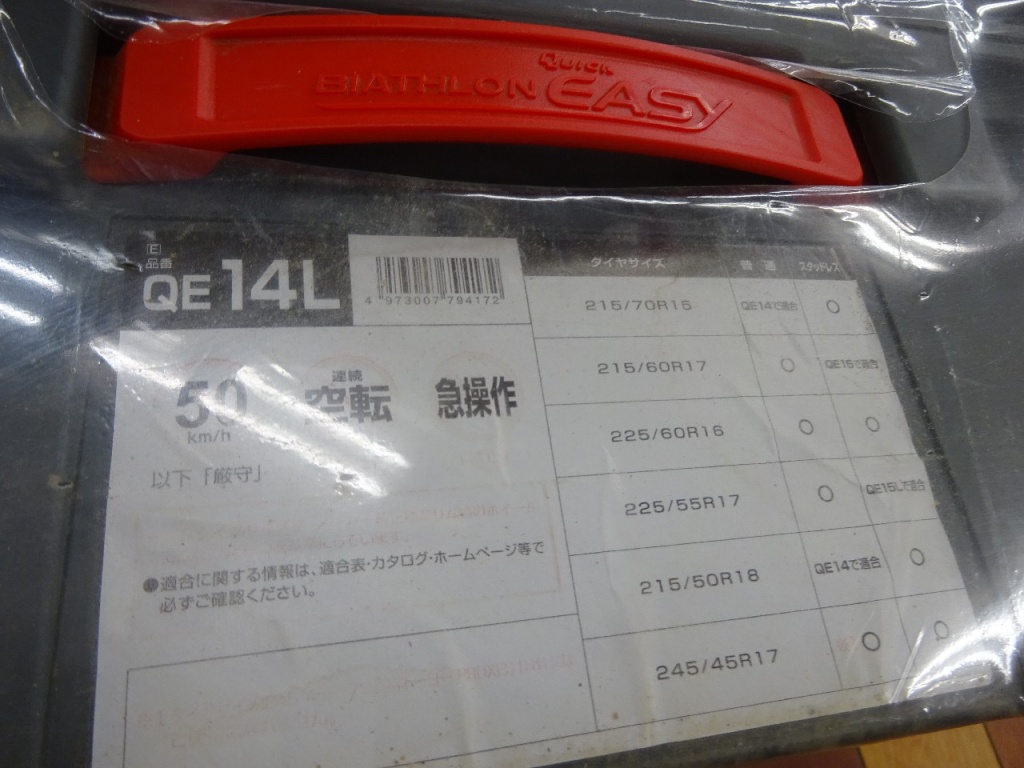 QUICK
BIATHLON EASY
品番
QE14L
4 973007 794172
50
km/h
以下「厳守」
連続
空転
急操作
●適合に関する情報は、適合表・カタログ・ホームページ等で
必ずご確認ください。
タイヤサイズ 普通 スタッドレス
215/70R15 QE14で適合 ○
215/60R17 ○ QE15で適合
225/60R16 ○ ○
225/55R17 ○ QE15Lで適合
215/50R18 QE14で適合 ○
245/45R17 ○ ○